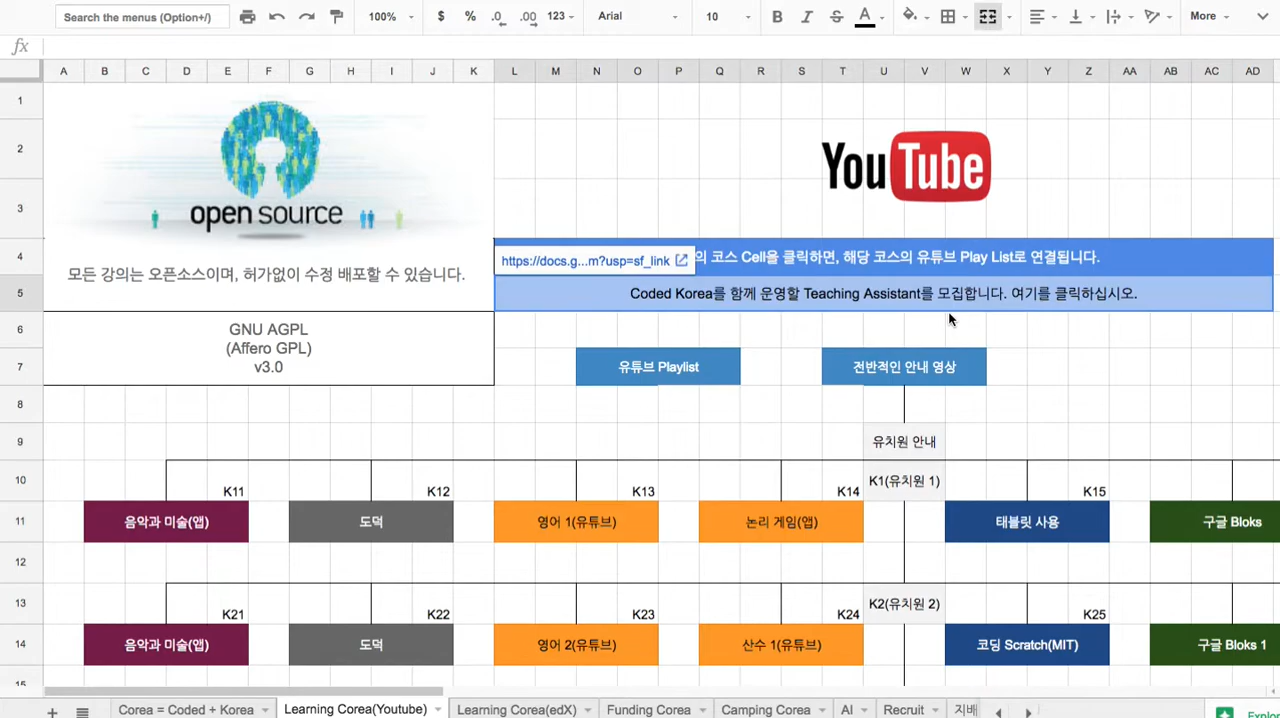 Search the menus (Option+/)
100%
$ % .0 .00 123
Arial
10
B I S A
More
fx
A B C D E F G H I J K L M N O P Q R S T U V W X Y Z AA AB AC AD
1
2
YouTube
3
open source
4
https://docs.g...m?usp=sf_link
의 코스 Cell을 클릭하면, 해당 코스의 유튜브 Play List로 연결됩니다.
모든 강의는 오픈소스이며, 허가없이 수정 배포할 수 있습니다.
5
Coded Korea를 함께 운영할 Teaching Assistant를 모집합니다. 여기를 클릭하십시오.
6
GNU AGPL
(Affero GPL)
v3.0
7
유튜브 Playlist
전반적인 안내 영상
8
9
유치원 안내
10
K11 K12 K13 K14 K1(유치원 1) K15
11
음악과 미술(앱) 도덕 영어 1(유튜브) 논리 게임(앱) 태블릿 사용 구글 Bloks
12
13
K21 K22 K23 K24 K2(유치원 2) K25
14
음악과 미술(앱) 도덕 영어 2(유튜브) 산수 1(유튜브) 코딩 Scratch(MIT) 구글 Bloks 1
Corea = Coded + Korea Learning Corea(Youtube) Learning Corea(edX) Funding Corea Camping Corea AI Recruit 지배
Explor